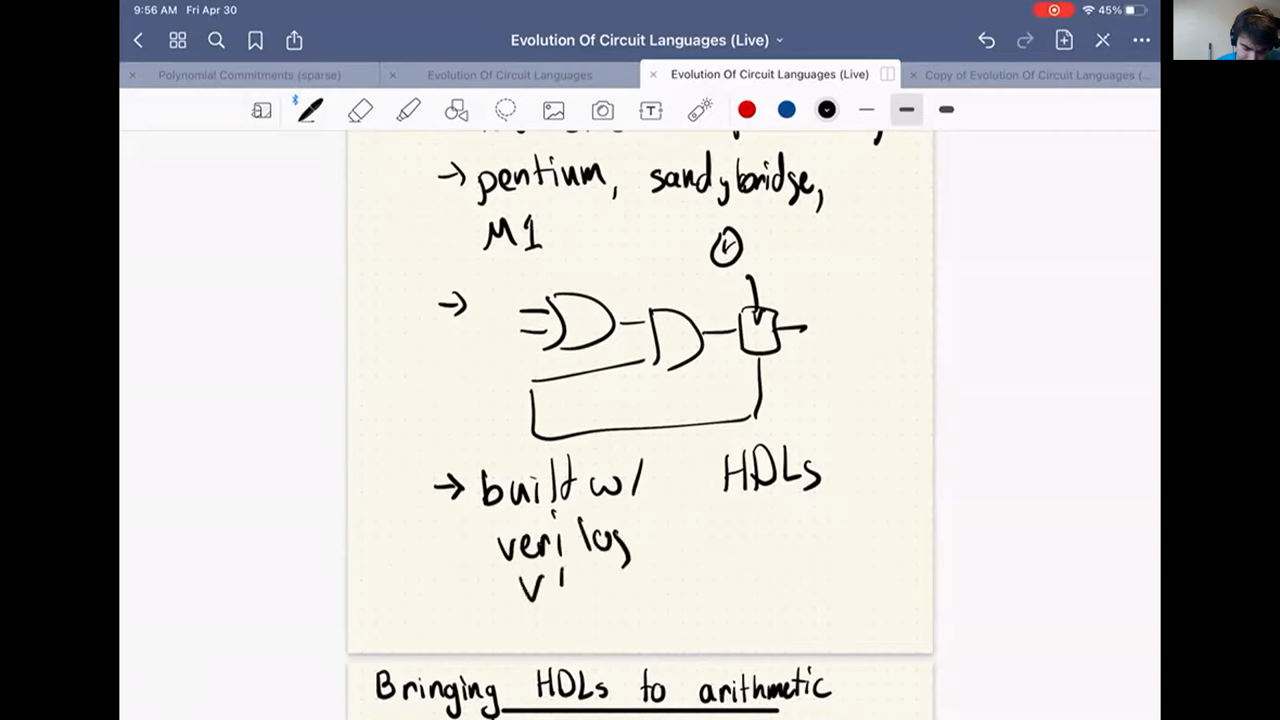 9:56 AM Fri Apr 30
45%
Evolution Of Circuit Languages (Live)
Polynomial Commitments (sparse)
Evolution Of Circuit Languages
Evolution Of Circuit Languages (Live)
Copy of Evolution Of Circuit Languages (...
→ pentium, sandybridge,
M1
→
→ built w/ HDLs
verilog
Bringing HDLs to arithmetic